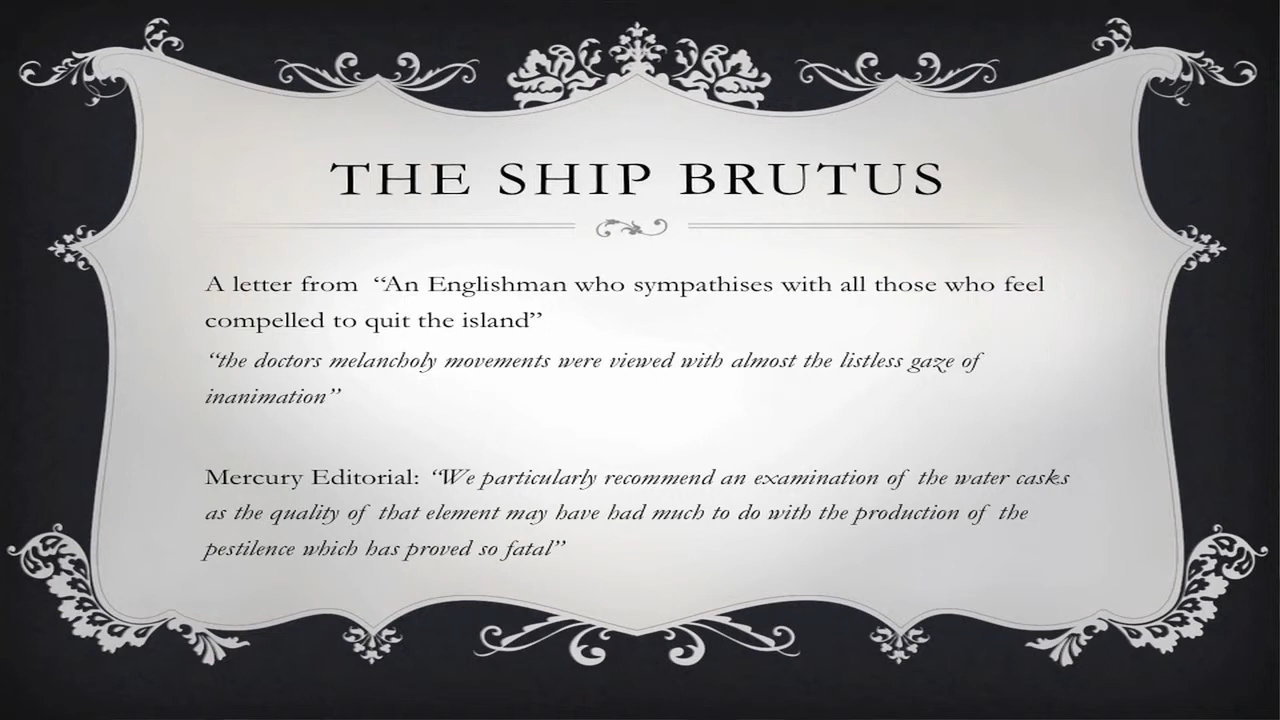 THE SHIP BRUTUS
A letter from “An Englishman who sympathises with all those who feel
compelled to quit the island”
“the doctors melancholy movements were viewed with almost the listless gaze of
inanimation”
Mercury Editorial: “We particularly recommend an examination of the water casks
as the quality of that element may have had much to do with the production of the
pestilence which has proved so fatal”